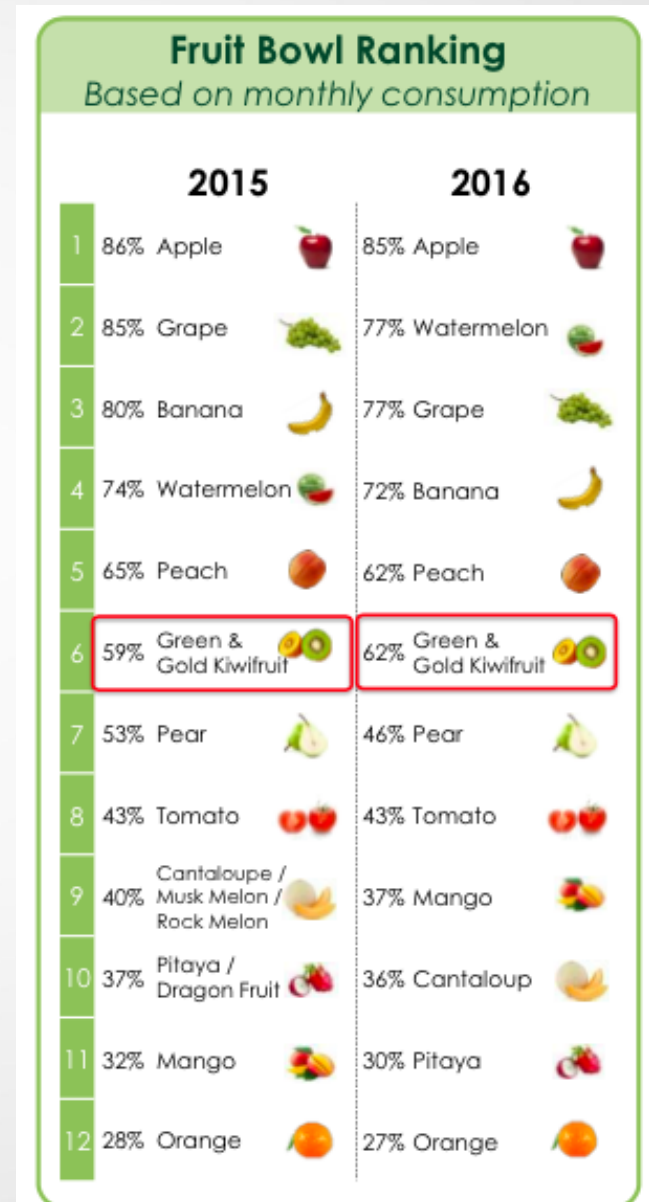 Fruit Bowl Ranking
Based on monthly consumption
2015 2016
1 86% Apple 85% Apple
2 85% Grape 77% Watermelon
3 80% Banana 77% Grape
4 74% Watermelon 72% Banana
5 65% Peach 62% Peach
6 59% Green & Gold Kiwifruit 62% Green & Gold Kiwifruit
7 53% Pear 46% Pear
8 43% Tomato 43% Tomato
9 40% Cantaloupe / Musk Melon / Rock Melon 37% Mango
10 37% Pitaya / Dragon Fruit 36% Cantaloup
11 32% Mango 30% Pitaya
12 28% Orange 27% Orange